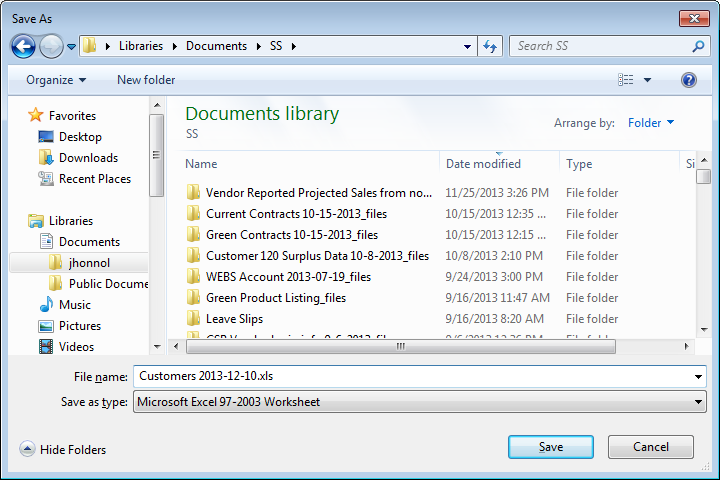 Save As
Libraries Documents SS
Search SS
Organize New folder
Favorites
Desktop
Downloads
Recent Places
Libraries
Documents
jhonnol
Public Docume
Music
Pictures
Videos
Documents library
SS
Arrange by: Folder
Name Date modified Type Si
Vendor Reported Projected Sales from no... 11/25/2013 3:26 PM File folder
Current Contracts 10-15-2013_files 10/15/2013 12:35 ... File folder
Green Contracts 10-15-2013_files 10/15/2013 12:15 ... File folder
Customer 120 Surplus Data 10-8-2013_files 10/8/2013 2:10 PM File folder
WEBS Account 2013-07-19_files 9/24/2013 3:00 PM File folder
Green Product Listing_files 9/16/2013 11:47 AM File folder
Leave Slips 9/16/2013 8:20 AM File folder
File name: Customers 2013-12-10.xls
Save as type: Microsoft Excel 97-2003 Worksheet
Hide Folders
Save Cancel